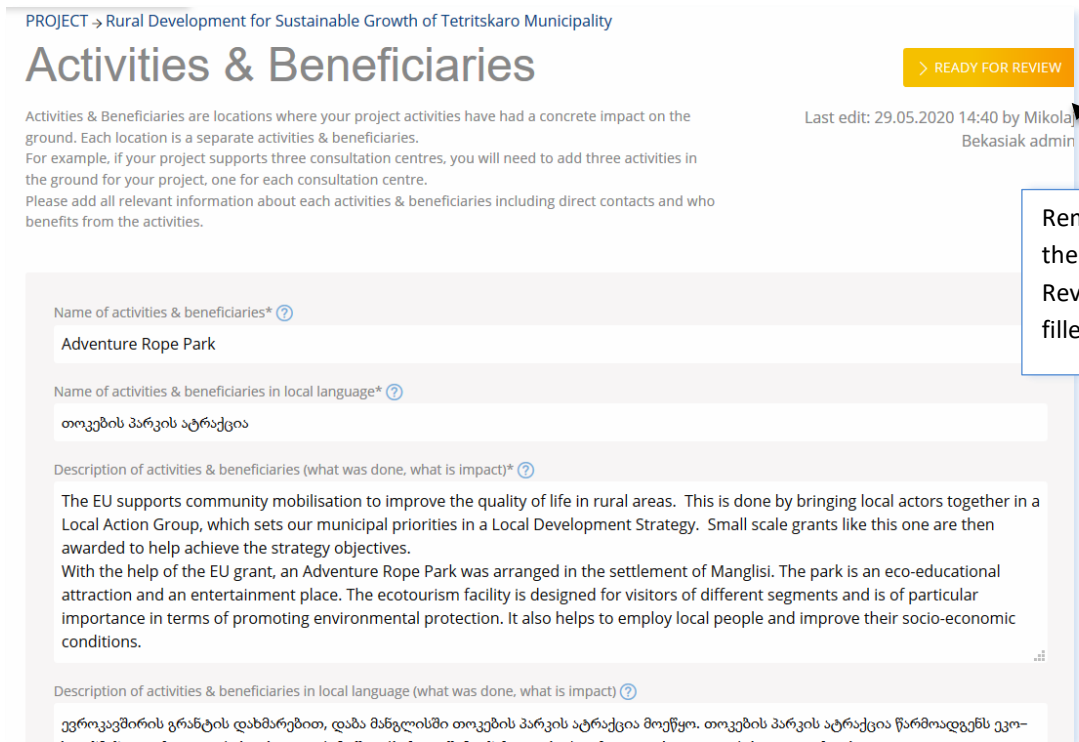 PROJECT → Rural Development for Sustainable Growth of Tetritskaro Municipality
Activities & Beneficiaries
> READY FOR REVIEW
Activities & Beneficiaries are locations where your project activities have had a concrete impact on the
ground. Each location is a separate activities & beneficiaries.
For example, if your project supports three consultation centres, you will need to add three activities in
the ground for your project, one for each consultation centre.
Please add all relevant information about each activities & beneficiaries including direct contacts and who
benefits from the activities.
Last edit: 29.05.2020 14:40 by Mikolaj
Bekasiak admin
the
Name of activities & beneficiaries* ?
Adventure Rope Park
Name of activities & beneficiaries in local language* ?
თოკების პარკის ატრაქცია
Description of activities & beneficiaries (what was done, what is impact)* ?
The EU supports community mobilisation to improve the quality of life in rural areas. This is done by bringing local actors together in a
Local Action Group, which sets our municipal priorities in a Local Development Strategy. Small scale grants like this one are then
awarded to help achieve the strategy objectives.
With the help of the EU grant, an Adventure Rope Park was arranged in the settlement of Manglisi. The park is an eco-educational
attraction and an entertainment place. The ecotourism facility is designed for visitors of different segments and is of particular
importance in terms of promoting environmental protection. It also helps to employ local people and improve their socio-economic
conditions.
Description of activities & beneficiaries in local language (what was done, what is impact) ?
ევროკავშირის გრანტის დახმარებით, დაბა მანგლისში თოკების პარკის ატრაქცია მოეწყო. თოკების პარკის ატრაქცია წარმოადგენს ეკო-